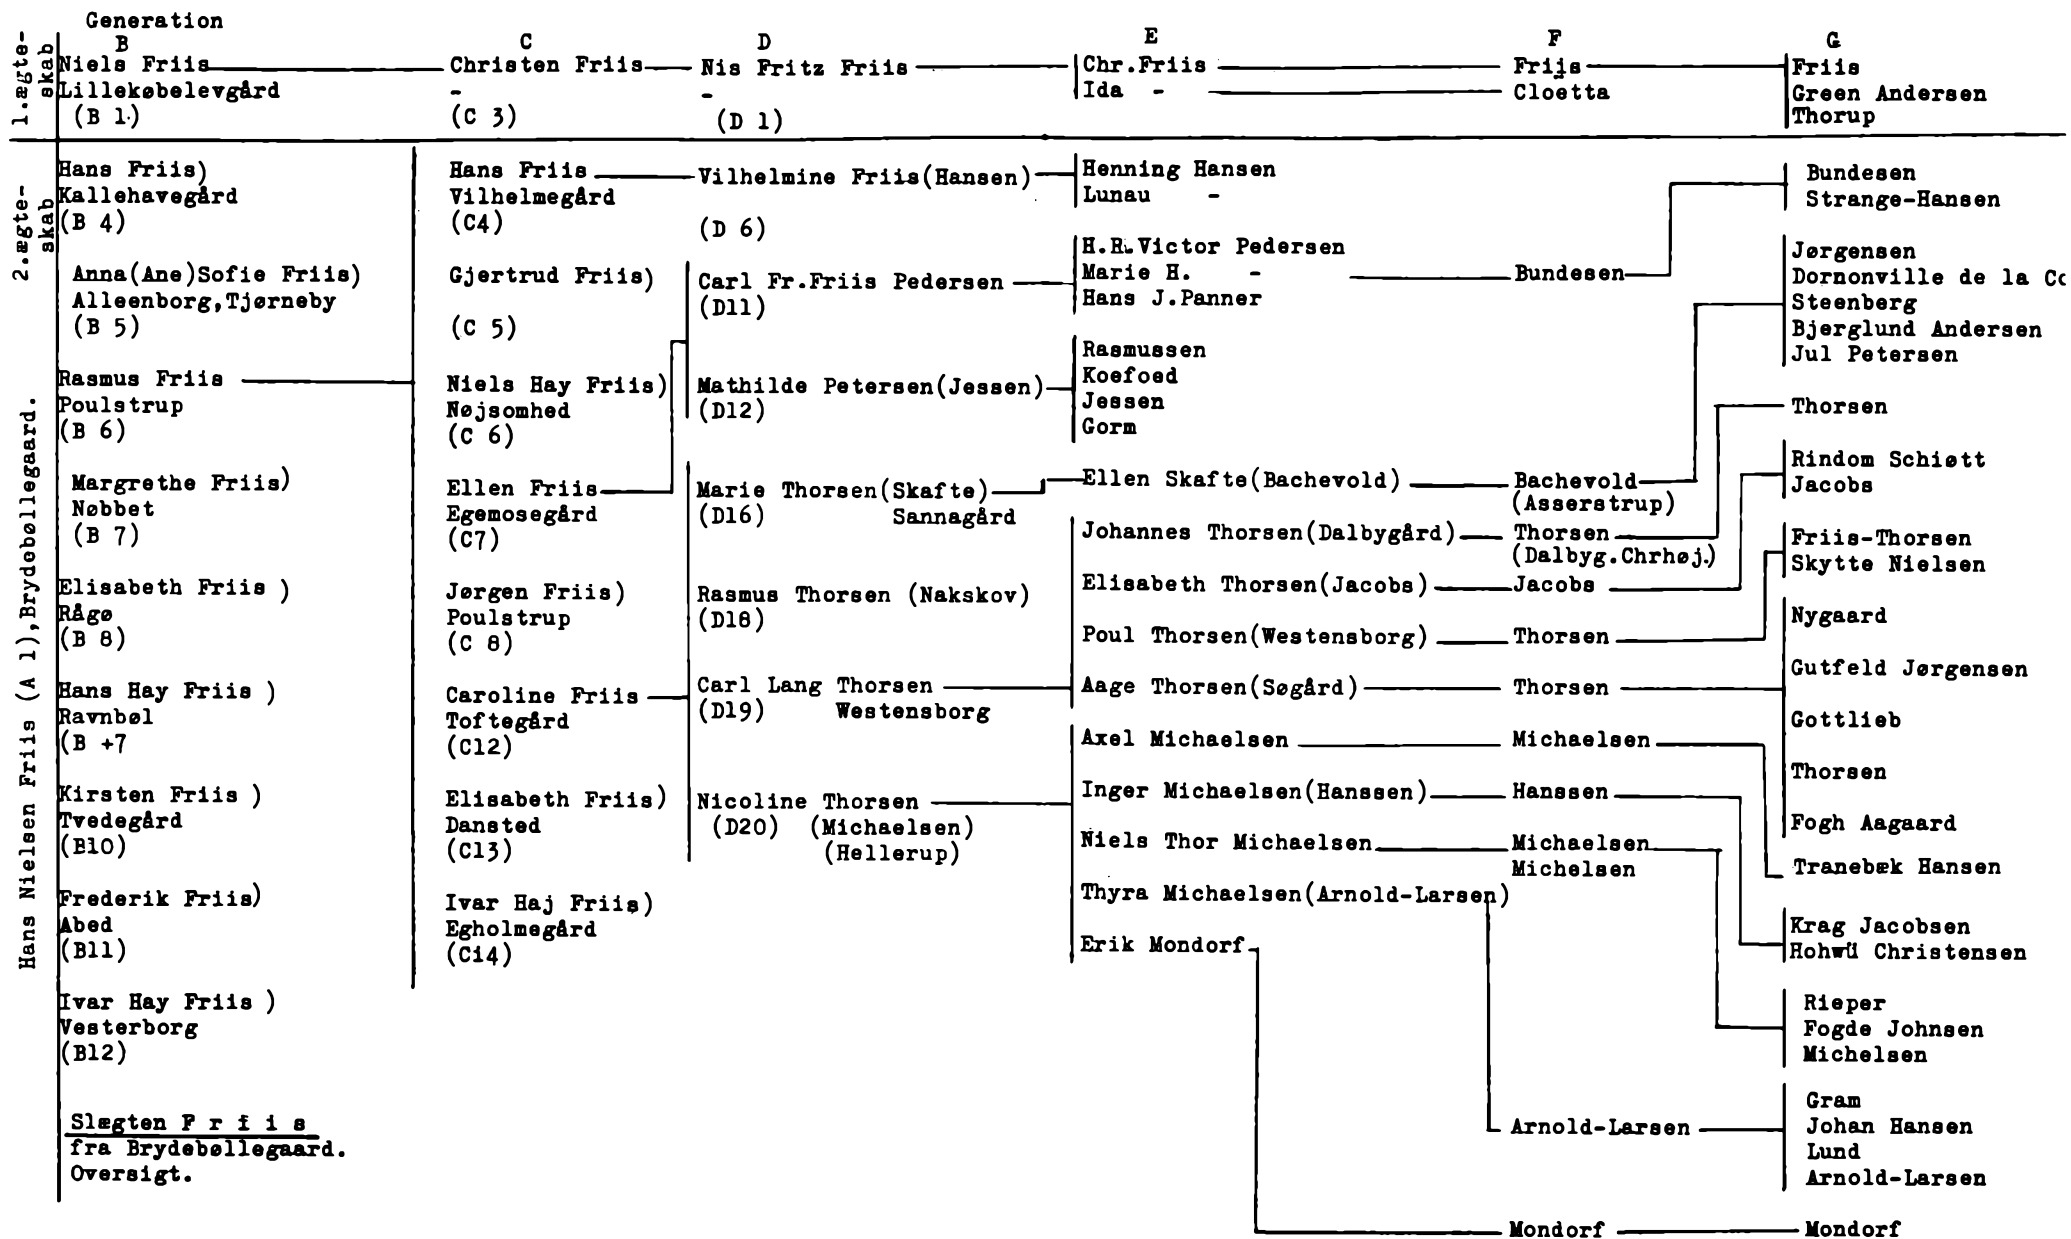 Generation
B
C
D
E
F
G
1.ægte-
skab
Niels Friis
Lillekøbelevgård
(B 1.)
Christen Friis
-
(C 3)
Nis Fritz Friis
-
(D 1)
Chr.Friis
Ida -
Friis
Cloëtta
Friis
Green Andersen
Thorup
2.ægte-
skab
Hans Nielsen Friis (A 1),Brydebøllegaard.
Hans Friis)
Kallehavegård
(B 4)
Anna(Ane)Sofie Friis)
Alleenborg,Tjørneby
(B 5)
Rasmus Friis
Poulstrup
(B 6)
Margrethe Friis)
Nøbbet
(B 7)
Elisabeth Friis )
Rågø
(B 8)
Hans Hay Friis )
Ravnbøl
(B +7
Kirsten Friis )
Tvedegård
(B10)
Frederik Friis)
Abed
(B11)
Ivar Hay Friis )
Vesterborg
(B12)
Hans Friis
Vilhelmegård
(C4)
Gjertrud Friis)
(C 5)
Niels Hay Friis)
Nøjsomhed
(C 6)
Ellen Friis
Egemosegård
(C7)
Jørgen Friis)
Poulstrup
(C 8)
Caroline Friis
Toftegård
(C12)
Elisabeth Friis)
Dansted
(C13)
Ivar Haj Friis)
Egholmegård
(C14)
Vilhelmine Friis(Hansen)
(D 6)
Carl Fr.Friis Pedersen
(D11)
Mathilde Petersen(Jessen)
(D12)
Marie Thorsen(Skafte)
(D16) Sannagård
Rasmus Thorsen (Nakskov)
(D18)
Carl Lang Thorsen
(D19) Westensborg
Nicoline Thorsen
(D20) (Michaelsen)
(Hellerup)
Henning Hansen
Lunau -
H.R.Victor Pedersen
Marie H. -
Hans J.Panner
Rasmussen
Koefoed
Jessen
Gorm
Ellen Skafte(Bachevold)
Johannes Thorsen(Dalbygård)
Elisabeth Thorsen(Jacobs)
Poul Thorsen(Westensborg)
Aage Thorsen(Søgård)
Axel Michaelsen
Inger Michaelsen(Hanssen)
Niels Thor Michaelsen
Thyra Michaelsen(Arnold-Larsen)
Erik Mondorf
Bundesen
Bachevold
(Asserstrup)
Thorsen
(Dalbyg.Chrhøj.)
Jacobs
Thorsen
Thorsen
Michaelsen
Hanssen
Michaelsen
Michelsen
Arnold-Larsen
Mondorf
Bundesen
Strange-Hansen
Jørgensen
Dornonville de la Co
Steenberg
Bjerglund Andersen
Jul Petersen
Thorsen
Rindom Schiøtt
Jacobs
Friis-Thorsen
Skytte Nielsen
Nygaard
Gutfeld Jørgensen
Gottlieb
Thorsen
Fogh Aagaard
Tranebæk Hansen
Krag Jacobsen
Hohwü Christensen
Rieper
Fogde Johnsen
Michelsen
Gram
Johan Hansen
Lund
Arnold-Larsen
Mondorf
Slægten F r i i s
fra Brydebøllegaard.
Oversigt.